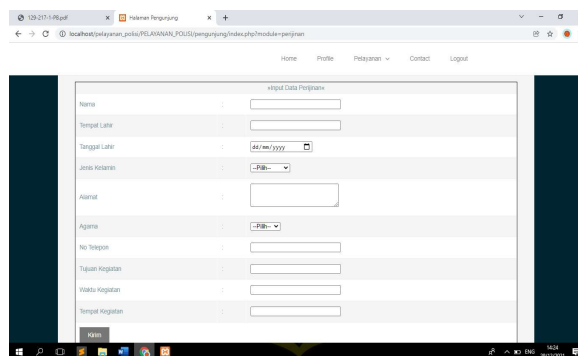 129-217-1-PB.pdf
Halaman Pengunjung
localhost/pelayanan_polisi/PELAYANAN_POLISI/pengunjung/index.php?module=perijinan
Home Profile Pelayanan Contact Logout
»Input Data Perijinan«
Nama :
Tempat Lahir :
Tanggal Lahir : dd/mm/yyyy
Jenis Kelamin : --Pilih--
Alamat :
Agama : --Pilih--
No Telepon :
Tujuan Kegiatan :
Waktu Kegiatan :
Tempat Kegiatan :
Kirim
ENG
14:24